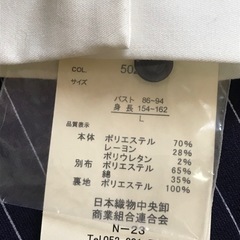 COL. 50
サイズ
バスト 86-94
身長 154-162
L
品質表示
本体 ポリエステル 70%
レーヨン 28%
ポリウレタン 2%
別布 ポリエステル 65%
綿 35%
裏地 ポリエステル 100%
日本織物中央卸
商業組合連合会
N-23
Tel 052